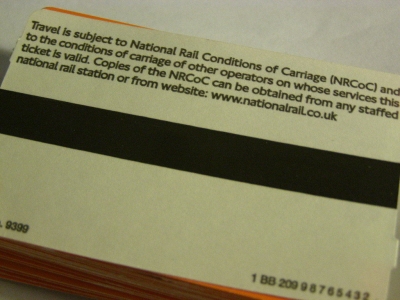 Travel is subject to National Rail Conditions of Carriage (NRCoC) and
to the conditions of carriage of other operators on whose services this
ticket is valid. Copies of the NRCoC can be obtained from any staffed
national rail station or from website: www.nationalrail.co.uk
. 9399
1 BB 20998765432